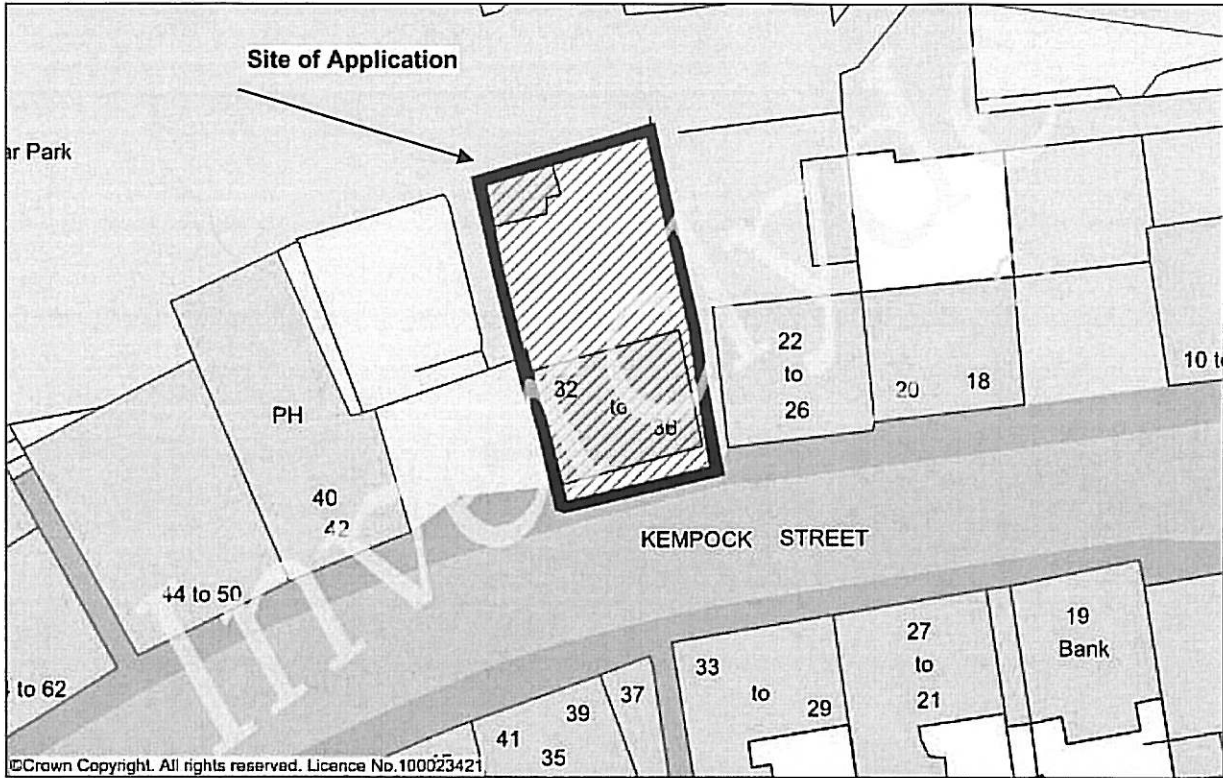 Site of Application
ar Park
22
to
26
20
18
10 to
32
to
PH
40
42
KEMPOCK STREET
44 to 50
to 62
33
to
29
27
to
21
19
Bank
37
39
41
35
©Crown Copyright. All rights reserved. Licence No.100023421